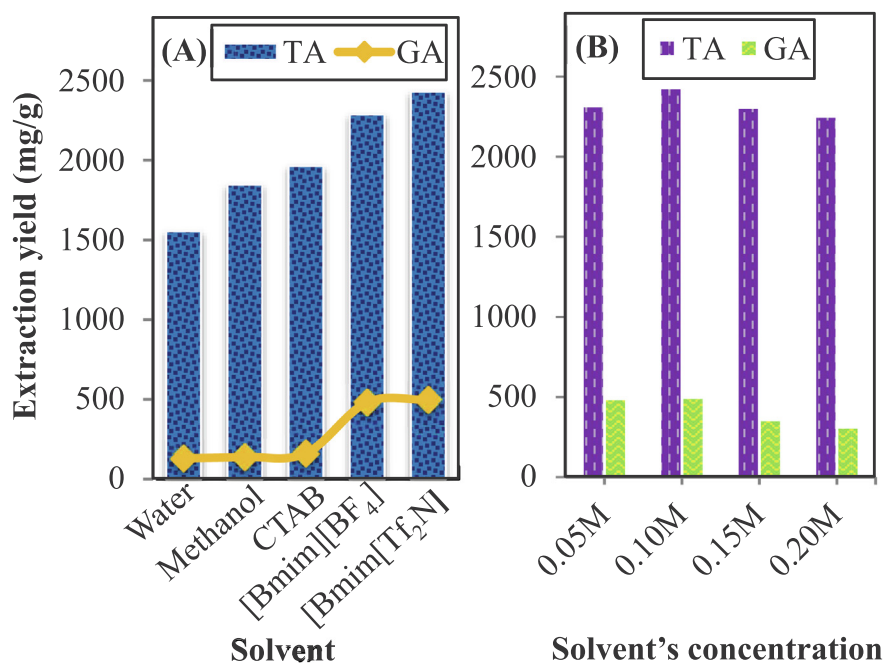 (A) TA GA
2500
2000
1500
1000
500
0
Extraction yield (mg/g)
Water
Methanol
CTAB
[Bmim][BF4]
[Bmim[Tf2N]
Solvent
(B) TA GA
2500
2000
1500
1000
500
0
0.05M
0.10M
0.15M
0.20M
Solvent’s concentration